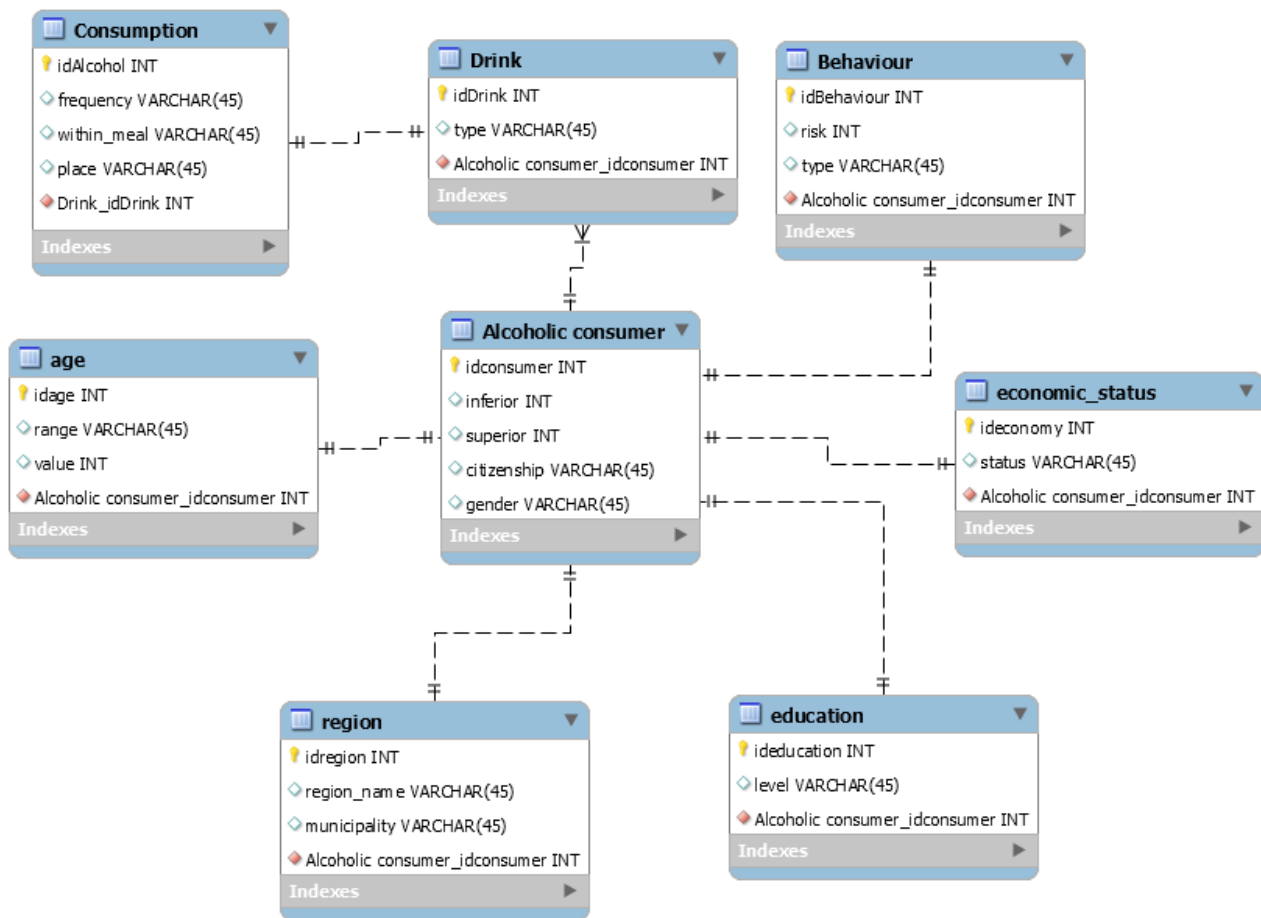 Consumption
idAlcohol INT
frequency VARCHAR(45)
within_meal VARCHAR(45)
place VARCHAR(45)
Drink_idDrink INT
Indexes
Drink
idDrink INT
type VARCHAR(45)
Alcoholic consumer_idconsumer INT
Indexes
Behaviour
idBehaviour INT
risk INT
type VARCHAR(45)
Alcoholic consumer_idconsumer INT
Indexes
age
idage INT
range VARCHAR(45)
value INT
Alcoholic consumer_idconsumer INT
Indexes
Alcoholic consumer
idconsumer INT
inferior INT
superior INT
citizenship VARCHAR(45)
gender VARCHAR(45)
Indexes
economic_status
ideconomy INT
status VARCHAR(45)
Alcoholic consumer_idconsumer INT
Indexes
region
idregion INT
region_name VARCHAR(45)
municipality VARCHAR(45)
Alcoholic consumer_idconsumer INT
Indexes
education
ideducation INT
level VARCHAR(45)
Alcoholic consumer_idconsumer INT
Indexes